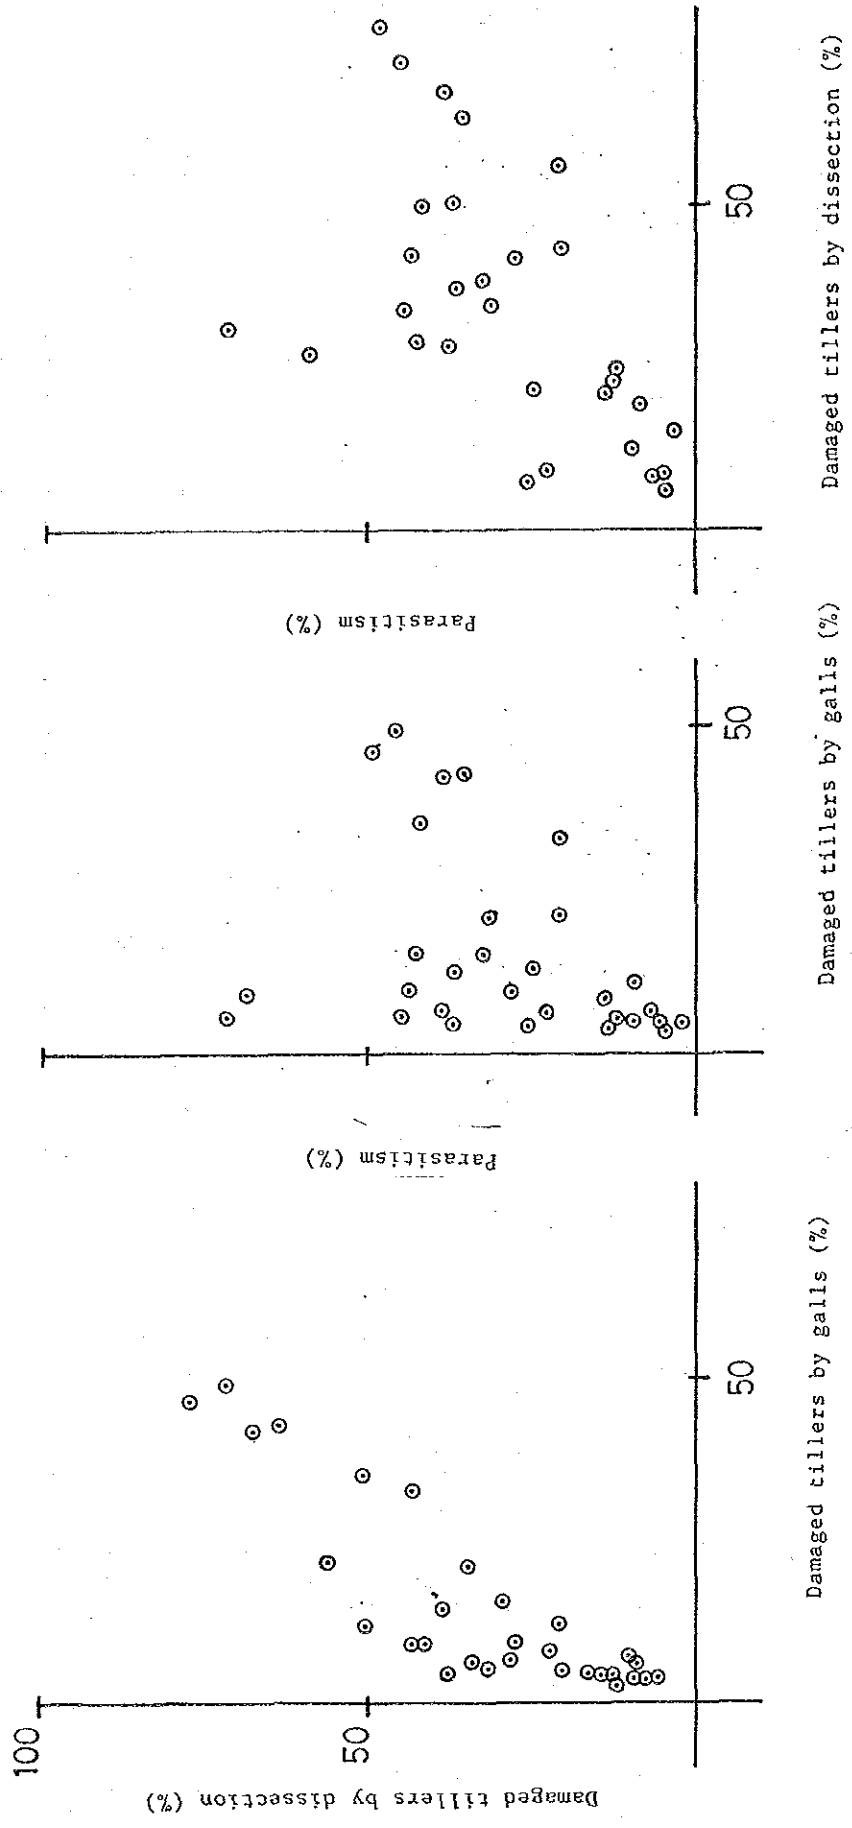 Damaged tillers by dissection (%)
100
50
50
Damaged tillers by galls (%)
Parasitism (%)
50
Damaged tillers by galls (%)
Parasitism (%)
50
Damaged tillers by dissection (%)